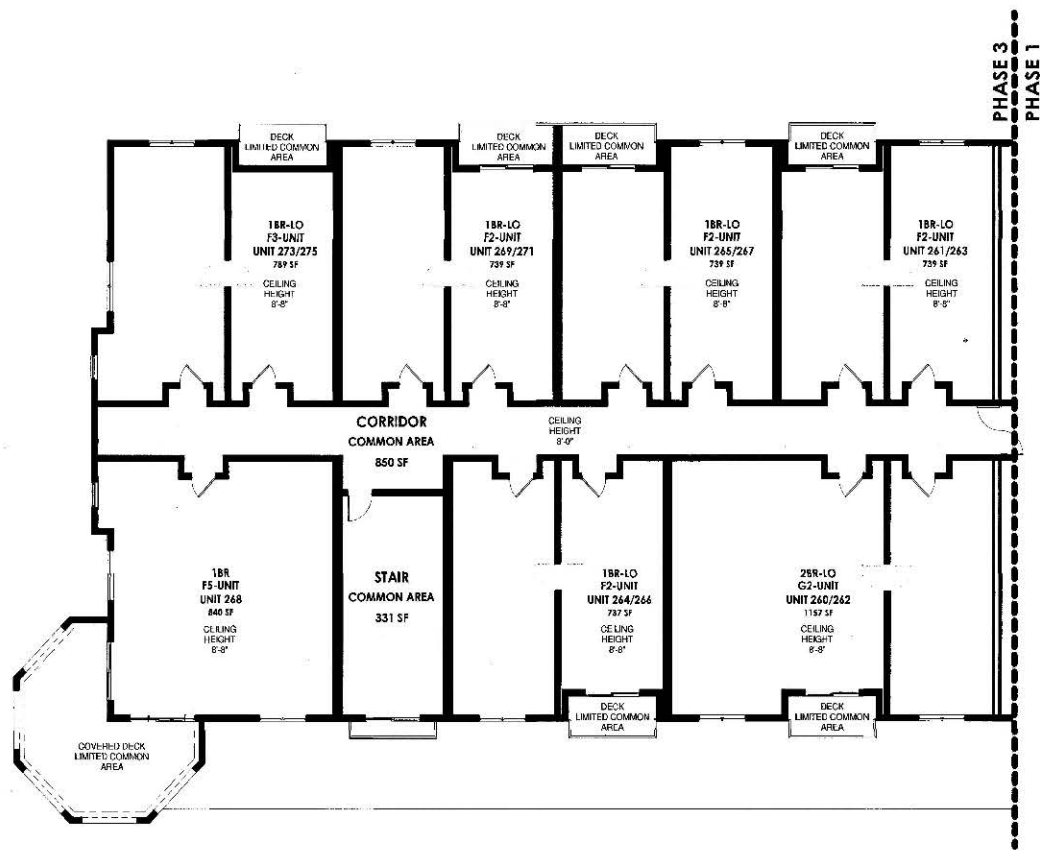 PHASE 3
PHASE 1
DECK
LIMITED COMMON
AREA
DECK
LIMITED COMMON
AREA
DECK
LIMITED COMMON
AREA
DECK
LIMITED COMMON
AREA
1BR-LO
F3-UNIT
UNIT 273/275
789 SF
CEILING
HEIGHT
8'-8"
1BR-LO
F2-UNIT
UNIT 269/271
739 SF
CEILING
HEIGHT
8'-8"
1BR-LO
F2-UNIT
UNIT 265/267
739 SF
CEILING
HEIGHT
8'-8"
1BR-LO
F2-UNIT
UNIT 261/263
739 SF
CEILING
HEIGHT
8'-8"
CORRIDOR
COMMON AREA
850 SF
CEILING
HEIGHT
8'-0"
1BR
F5-UNIT
UNIT 268
840 SF
CEILING
HEIGHT
8'-8"
STAIR
COMMON AREA
331 SF
1BR-LO
F2-UNIT
UNIT 264/266
737 SF
CEILING
HEIGHT
8'-8"
2BR-LO
G2-UNIT
UNIT 260/262
1157 SF
CEILING
HEIGHT
8'-8"
DECK
LIMITED COMMON
AREA
DECK
LIMITED COMMON
AREA
COVERED DECK
LIMITED COMMON
AREA